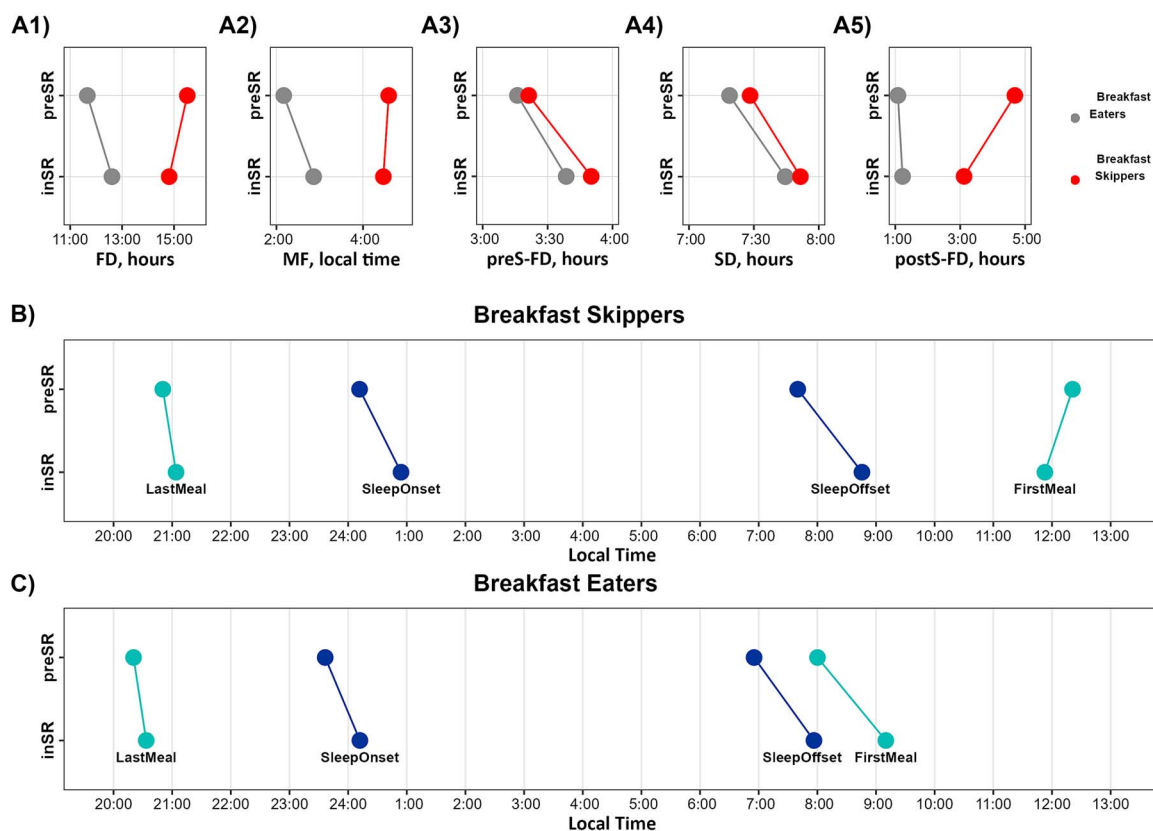 A1) A2) A3) A4) A5)
preSR
inSR
11:00 13:00 15:00
FD, hours
preSR
inSR
2:00 4:00
MF, local time
preSR
inSR
3:00 3:30 4:00
preS-FD, hours
preSR
inSR
7:00 7:30 8:00
SD, hours
preSR
inSR
1:00 3:00 5:00
postS-FD, hours
Breakfast
Eaters
Breakfast
Skippers
B) Breakfast Skippers
preSR
inSR
LastMeal SleepOnset SleepOffset FirstMeal
20:00 21:00 22:00 23:00 24:00 1:00 2:00 3:00 4:00 5:00 6:00 7:00 8:00 9:00 10:00 11:00 12:00 13:00
Local Time
C) Breakfast Eaters
preSR
inSR
LastMeal SleepOnset SleepOffset FirstMeal
20:00 21:00 22:00 23:00 24:00 1:00 2:00 3:00 4:00 5:00 6:00 7:00 8:00 9:00 10:00 11:00 12:00 13:00
Local Time